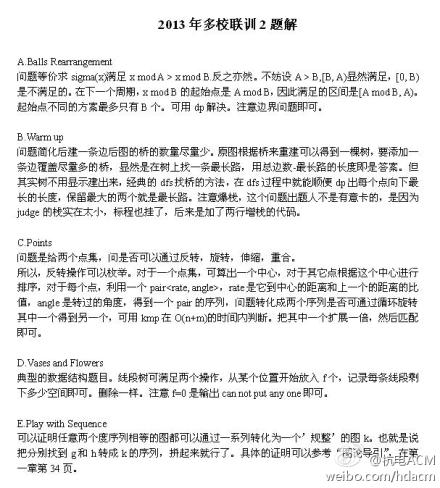 2013 年多校联训 2 题解
A.Balls Rearrangement
问题等价求 sigma(x)满足 x mod A > x mod B.反之亦然。不妨设 A > B,[B, A)显然满足，[0, B)
是不满足的。在下一个周期，x mod B 的起始点是 A mod B，因此满足的区间是[A mod B, A)。
起始点不同的方案最多只有 B 个。可用 dp解决。注意边界问题即可。
B.Warm up
问题简化后建一条边后图的桥的数量尽量少。原图根据桥来重建可以得到一棵树，要添加一
条边覆盖尽量多的桥，显然是在树上找一条最长路，用总边数-最长路的长度即是答案。但
其实树不用显示建出来，经典的 dfs找桥的方法，在 dfs过程中就能顺便 dp出每个点向下最
长的长度，保留最大的两个就是最长路。注意爆栈，这个问题出题人不是有意卡的，是因为
judge 的栈实在太小，标程也挂了，后来是加了两行增栈的代码。
C.Points
问题是给两个点集，问是否可以通过反转，旋转，伸缩，重合。
所以，反转操作可以枚举。对于一个点集，可算出一个中心，对于其它点根据这个中心进行
排序，对于每个点，利用一个 pair<rate, angle>，rate是它到中心的距离和上一个的距离的比
值，angle 是转过的角度，得到一个 pair 的序列，问题转化成两个序列是否可通过循环旋转
其中一个得到另一个，可用 kmp在 O(n+m)的时间内判断。把其中一个扩展一倍，然后匹配
即可。
D.Vases and Flowers
典型的数据结构题目。线段树可满足两个操作，从某个位置开始放入 f个，记录每条线段剩
下多少空间即可。删除一样。注意 f=0是输出 can not put any one即可。
E.Play with Sequence
可以证明任意两个度序列相等的图都可以通过一系列转化为一个’规整’的图 k。也就是说
把分别找到 g 和 h 转成 k的序列，拼起来就行了。具体的证明可以参考“图论导引”。在第
一章第 34 页。
@杭电ACM
weibo.com/hdacm